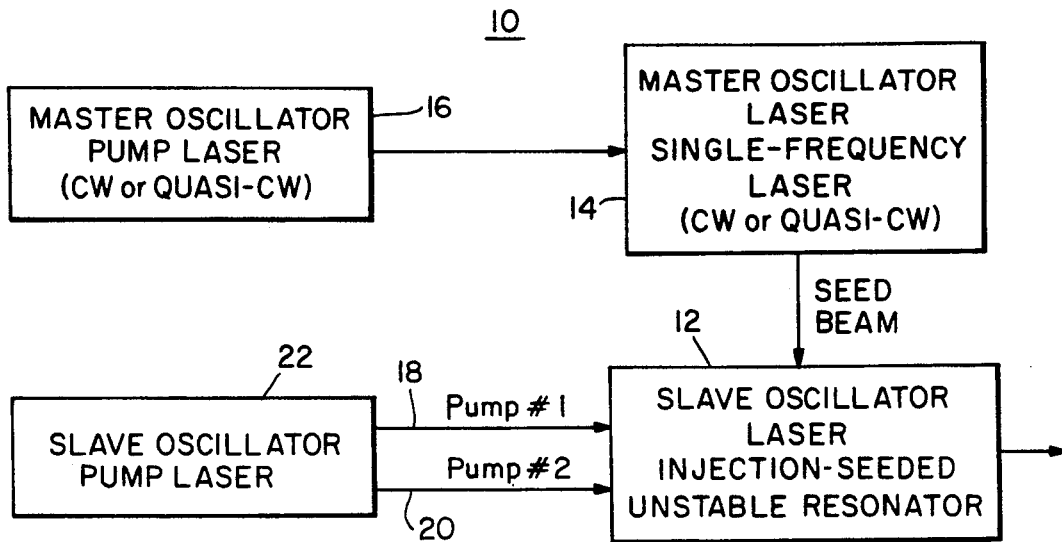 10
MASTER OSCILLATOR
PUMP LASER
(CW or QUASI-CW)
16
MASTER OSCILLATOR
LASER
SINGLE-FREQUENCY
LASER
(CW or QUASI-CW)
14
SEED
BEAM
12
22
SLAVE OSCILLATOR
PUMP LASER
18
Pump #1
Pump #2
20
SLAVE OSCILLATOR
LASER
INJECTION-SEEDED
UNSTABLE RESONATOR